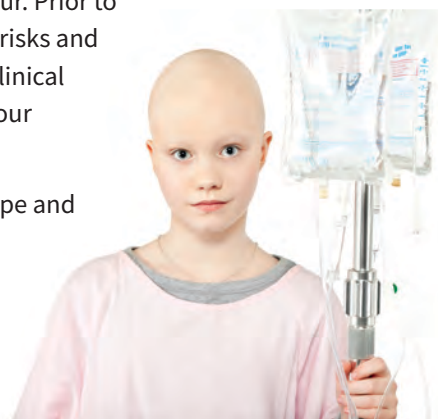 ur. Prior to
risks and
linical
our
pe and